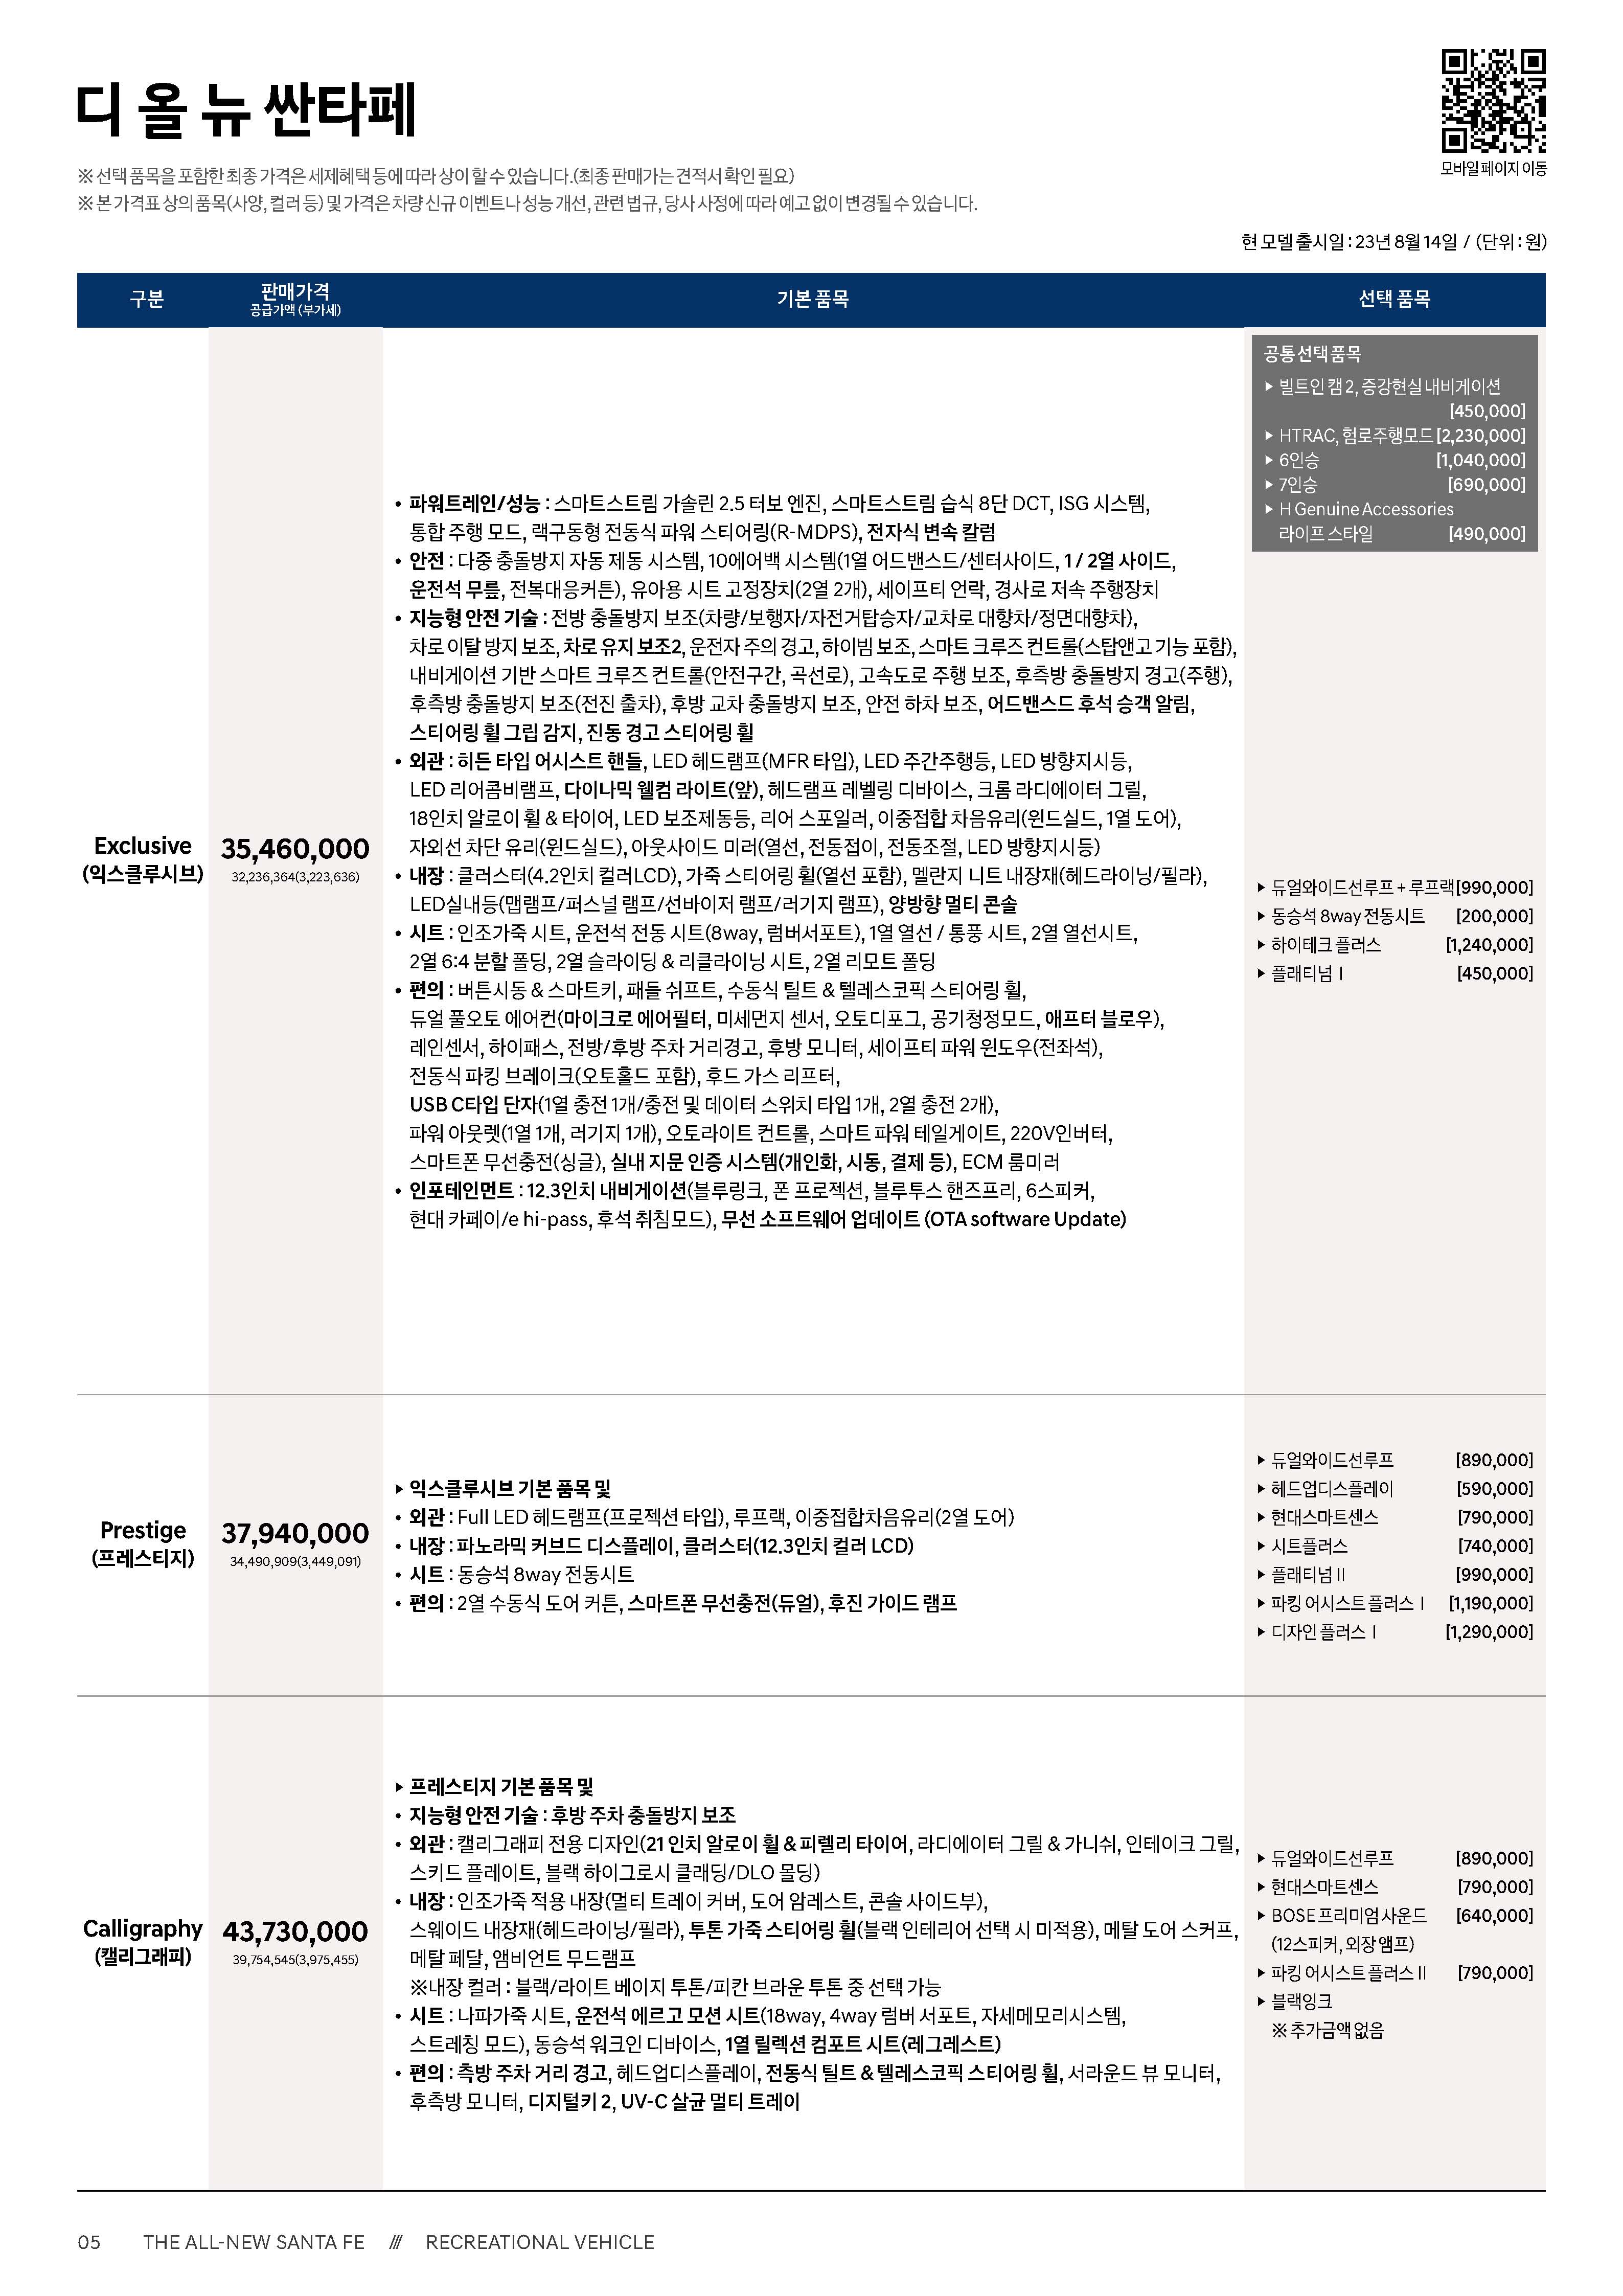 디 올 뉴 싼타페
모바일 페이지 이동
※ 선택 품목을 포함한 최종 가격은 세제혜택 등에 따라 상이 할 수 있습니다.(최종 판매가는 견적서 확인 필요)
※ 본 가격표 상의 품목(사양, 컬러 등) 및 가격은 차량 신규 이벤트나 성능 개선, 관련 법규, 당사 사정에 따라 예고 없이 변경될 수 있습니다.
현 모델 출시일 : 23년 8월 14일 / (단위 : 원)
구분
판매가격
공급가액 (부가세)
기본 품목
선택 품목
Exclusive
(익스클루시브)
35,460,000
32,236,364(3,223,636)
• 파워트레인/성능 : 스마트스트림 가솔린 2.5 터보 엔진, 스마트스트림 습식 8단 DCT, ISG 시스템,
통합 주행 모드, 랙구동형 전동식 파워 스티어링(R-MDPS), 전자식 변속 칼럼
• 안전 : 다중 충돌방지 자동 제동 시스템, 10에어백 시스템(1열 어드밴스드/센터사이드, 1 / 2열 사이드,
운전석 무릎, 전복대응커튼), 유아용 시트 고정장치(2열 2개), 세이프티 언락, 경사로 저속 주행장치
• 지능형 안전 기술 : 전방 충돌방지 보조(차량/보행자/자전거탑승자/교차로 대향차/정면대향차),
차로 이탈 방지 보조, 차로 유지 보조2, 운전자 주의 경고, 하이빔 보조, 스마트 크루즈 컨트롤(스탑앤고 기능 포함),
내비게이션 기반 스마트 크루즈 컨트롤(안전구간, 곡선로), 고속도로 주행 보조, 후측방 충돌방지 경고(주행),
후측방 충돌방지 보조(전진 출차), 후방 교차 충돌방지 보조, 안전 하차 보조, 어드밴스드 후석 승객 알림,
스티어링 휠 그립 감지, 진동 경고 스티어링 휠
• 외관 : 히든 타입 어시스트 핸들, LED 헤드램프(MFR 타입), LED 주간주행등, LED 방향지시등,
LED 리어콤비램프, 다이나믹 웰컴 라이트(앞), 헤드램프 레벨링 디바이스, 크롬 라디에이터 그릴,
18인치 알로이 휠 & 타이어, LED 보조제동등, 리어 스포일러, 이중접합 차음유리(윈드실드, 1열 도어),
자외선 차단 유리(윈드실드), 아웃사이드 미러(열선, 전동접이, 전동조절, LED 방향지시등)
• 내장 : 클러스터(4.2인치 컬러LCD), 가죽 스티어링 휠(열선 포함), 멜란지 니트 내장재(헤드라이닝/필라),
LED실내등(맵램프/퍼스널 램프/선바이저 램프/러기지 램프), 양방향 멀티 콘솔
• 시트 : 인조가죽 시트, 운전석 전동 시트(8way, 럼버서포트), 1열 열선 / 통풍 시트, 2열 열선시트,
2열 6:4 분할 폴딩, 2열 슬라이딩 & 리클라이닝 시트, 2열 리모트 폴딩
• 편의 : 버튼시동 & 스마트키, 패들 쉬프트, 수동식 틸트 & 텔레스코픽 스티어링 휠,
듀얼 풀오토 에어컨(마이크로 에어필터, 미세먼지 센서, 오토디포그, 공기청정모드, 애프터 블로우),
레인센서, 하이패스, 전방/후방 주차 거리경고, 후방 모니터, 세이프티 파워 윈도우(전좌석),
전동식 파킹 브레이크(오토홀드 포함), 후드 가스 리프터,
USB C타입 단자(1열 충전 1개/충전 및 데이터 스위치 타입 1개, 2열 충전 2개),
파워 아웃렛(1열 1개, 러기지 1개), 오토라이트 컨트롤, 스마트 파워 테일게이트, 220V인버터,
스마트폰 무선충전(싱글), 실내 지문 인증 시스템(개인화, 시동, 결제 등), ECM 룸미러
• 인포테인먼트 : 12.3인치 내비게이션(블루링크, 폰 프로젝션, 블루투스 핸즈프리, 6스피커,
현대 카페이/e hi-pass, 후석 취침모드), 무선 소프트웨어 업데이트 (OTA software Update)
공통 선택 품목
▶ 빌트인 캠 2, 증강현실 내비게이션
[450,000]
▶ HTRAC, 험로주행모드 [2,230,000]
▶ 6인승 [1,040,000]
▶ 7인승 [690,000]
▶ H Genuine Accessories
라이프 스타일 [490,000]
▶ 듀얼와이드선루프 + 루프랙[990,000]
▶ 동승석 8way 전동시트 [200,000]
▶ 하이테크 플러스 [1,240,000]
▶ 플래티넘 Ⅰ [450,000]
Prestige
(프레스티지)
37,940,000
34,490,909(3,449,091)
▶ 익스클루시브 기본 품목 및
• 외관 : Full LED 헤드램프(프로젝션 타입), 루프랙, 이중접합차음유리(2열 도어)
• 내장 : 파노라믹 커브드 디스플레이, 클러스터(12.3인치 컬러 LCD)
• 시트 : 동승석 8way 전동시트
• 편의 : 2열 수동식 도어 커튼, 스마트폰 무선충전(듀얼), 후진 가이드 램프
▶ 듀얼와이드선루프 [890,000]
▶ 헤드업디스플레이 [590,000]
▶ 현대스마트센스 [790,000]
▶ 시트플러스 [740,000]
▶ 플래티넘 Ⅱ [990,000]
▶ 파킹 어시스트 플러스 Ⅰ [1,190,000]
▶ 디자인 플러스 Ⅰ [1,290,000]
Calligraphy
(캘리그래피)
43,730,000
39,754,545(3,975,455)
▶ 프레스티지 기본 품목 및
• 지능형 안전 기술 : 후방 주차 충돌방지 보조
• 외관 : 캘리그래피 전용 디자인(21 인치 알로이 휠 & 피렐리 타이어, 라디에이터 그릴 & 가니쉬, 인테이크 그릴,
스키드 플레이트, 블랙 하이그로시 클래딩/DLO 몰딩)
• 내장 : 인조가죽 적용 내장(멀티 트레이 커버, 도어 암레스트, 콘솔 사이드부),
스웨이드 내장재(헤드라이닝/필라), 투톤 가죽 스티어링 휠(블랙 인테리어 선택 시 미적용), 메탈 도어 스커프,
메탈 페달, 앰비언트 무드램프
※내장 컬러 : 블랙/라이트 베이지 투톤/피칸 브라운 투톤 중 선택 가능
• 시트 : 나파가죽 시트, 운전석 에르고 모션 시트(18way, 4way 럼버 서포트, 자세메모리시스템,
스트레칭 모드), 동승석 워크인 디바이스, 1열 릴렉션 컴포트 시트(레그레스트)
• 편의 : 측방 주차 거리 경고, 헤드업디스플레이, 전동식 틸트 & 텔레스코픽 스티어링 휠, 서라운드 뷰 모니터,
후측방 모니터, 디지털키 2, UV-C 살균 멀티 트레이
▶ 듀얼와이드선루프 [890,000]
▶ 현대스마트센스 [790,000]
▶ BOSE 프리미엄 사운드 [640,000]
(12스피커, 외장 앰프)
▶ 파킹 어시스트 플러스 Ⅱ [790,000]
▶ 블랙잉크
※ 추가금액 없음
05 THE ALL-NEW SANTA FE /// RECREATIONAL VEHICLE